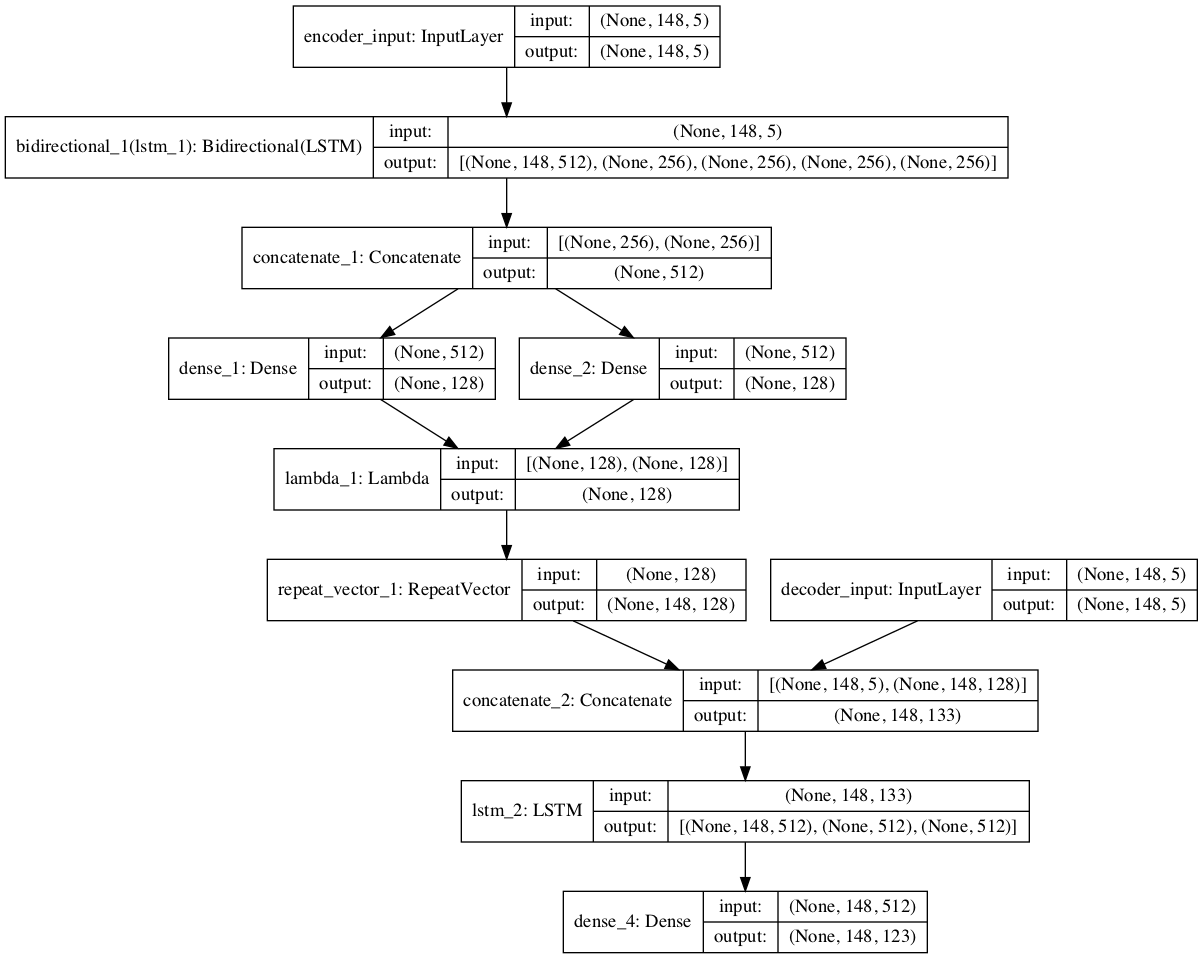 encoder_input: InputLayer
input: (None, 148, 5)
output: (None, 148, 5)
bidirectional_1(lstm_1): Bidirectional(LSTM)
input: (None, 148, 5)
output: [(None, 148, 512), (None, 256), (None, 256), (None, 256), (None, 256)]
concatenate_1: Concatenate
input: [(None, 256), (None, 256)]
output: (None, 512)
dense_1: Dense
input: (None, 512)
output: (None, 128)
dense_2: Dense
input: (None, 512)
output: (None, 128)
lambda_1: Lambda
input: [(None, 128), (None, 128)]
output: (None, 128)
repeat_vector_1: RepeatVector
input: (None, 128)
output: (None, 148, 128)
decoder_input: InputLayer
input: (None, 148, 5)
output: (None, 148, 5)
concatenate_2: Concatenate
input: [(None, 148, 5), (None, 148, 128)]
output: (None, 148, 133)
lstm_2: LSTM
input: (None, 148, 133)
output: [(None, 148, 512), (None, 512), (None, 512)]
dense_4: Dense
input: (None, 148, 512)
output: (None, 148, 123)